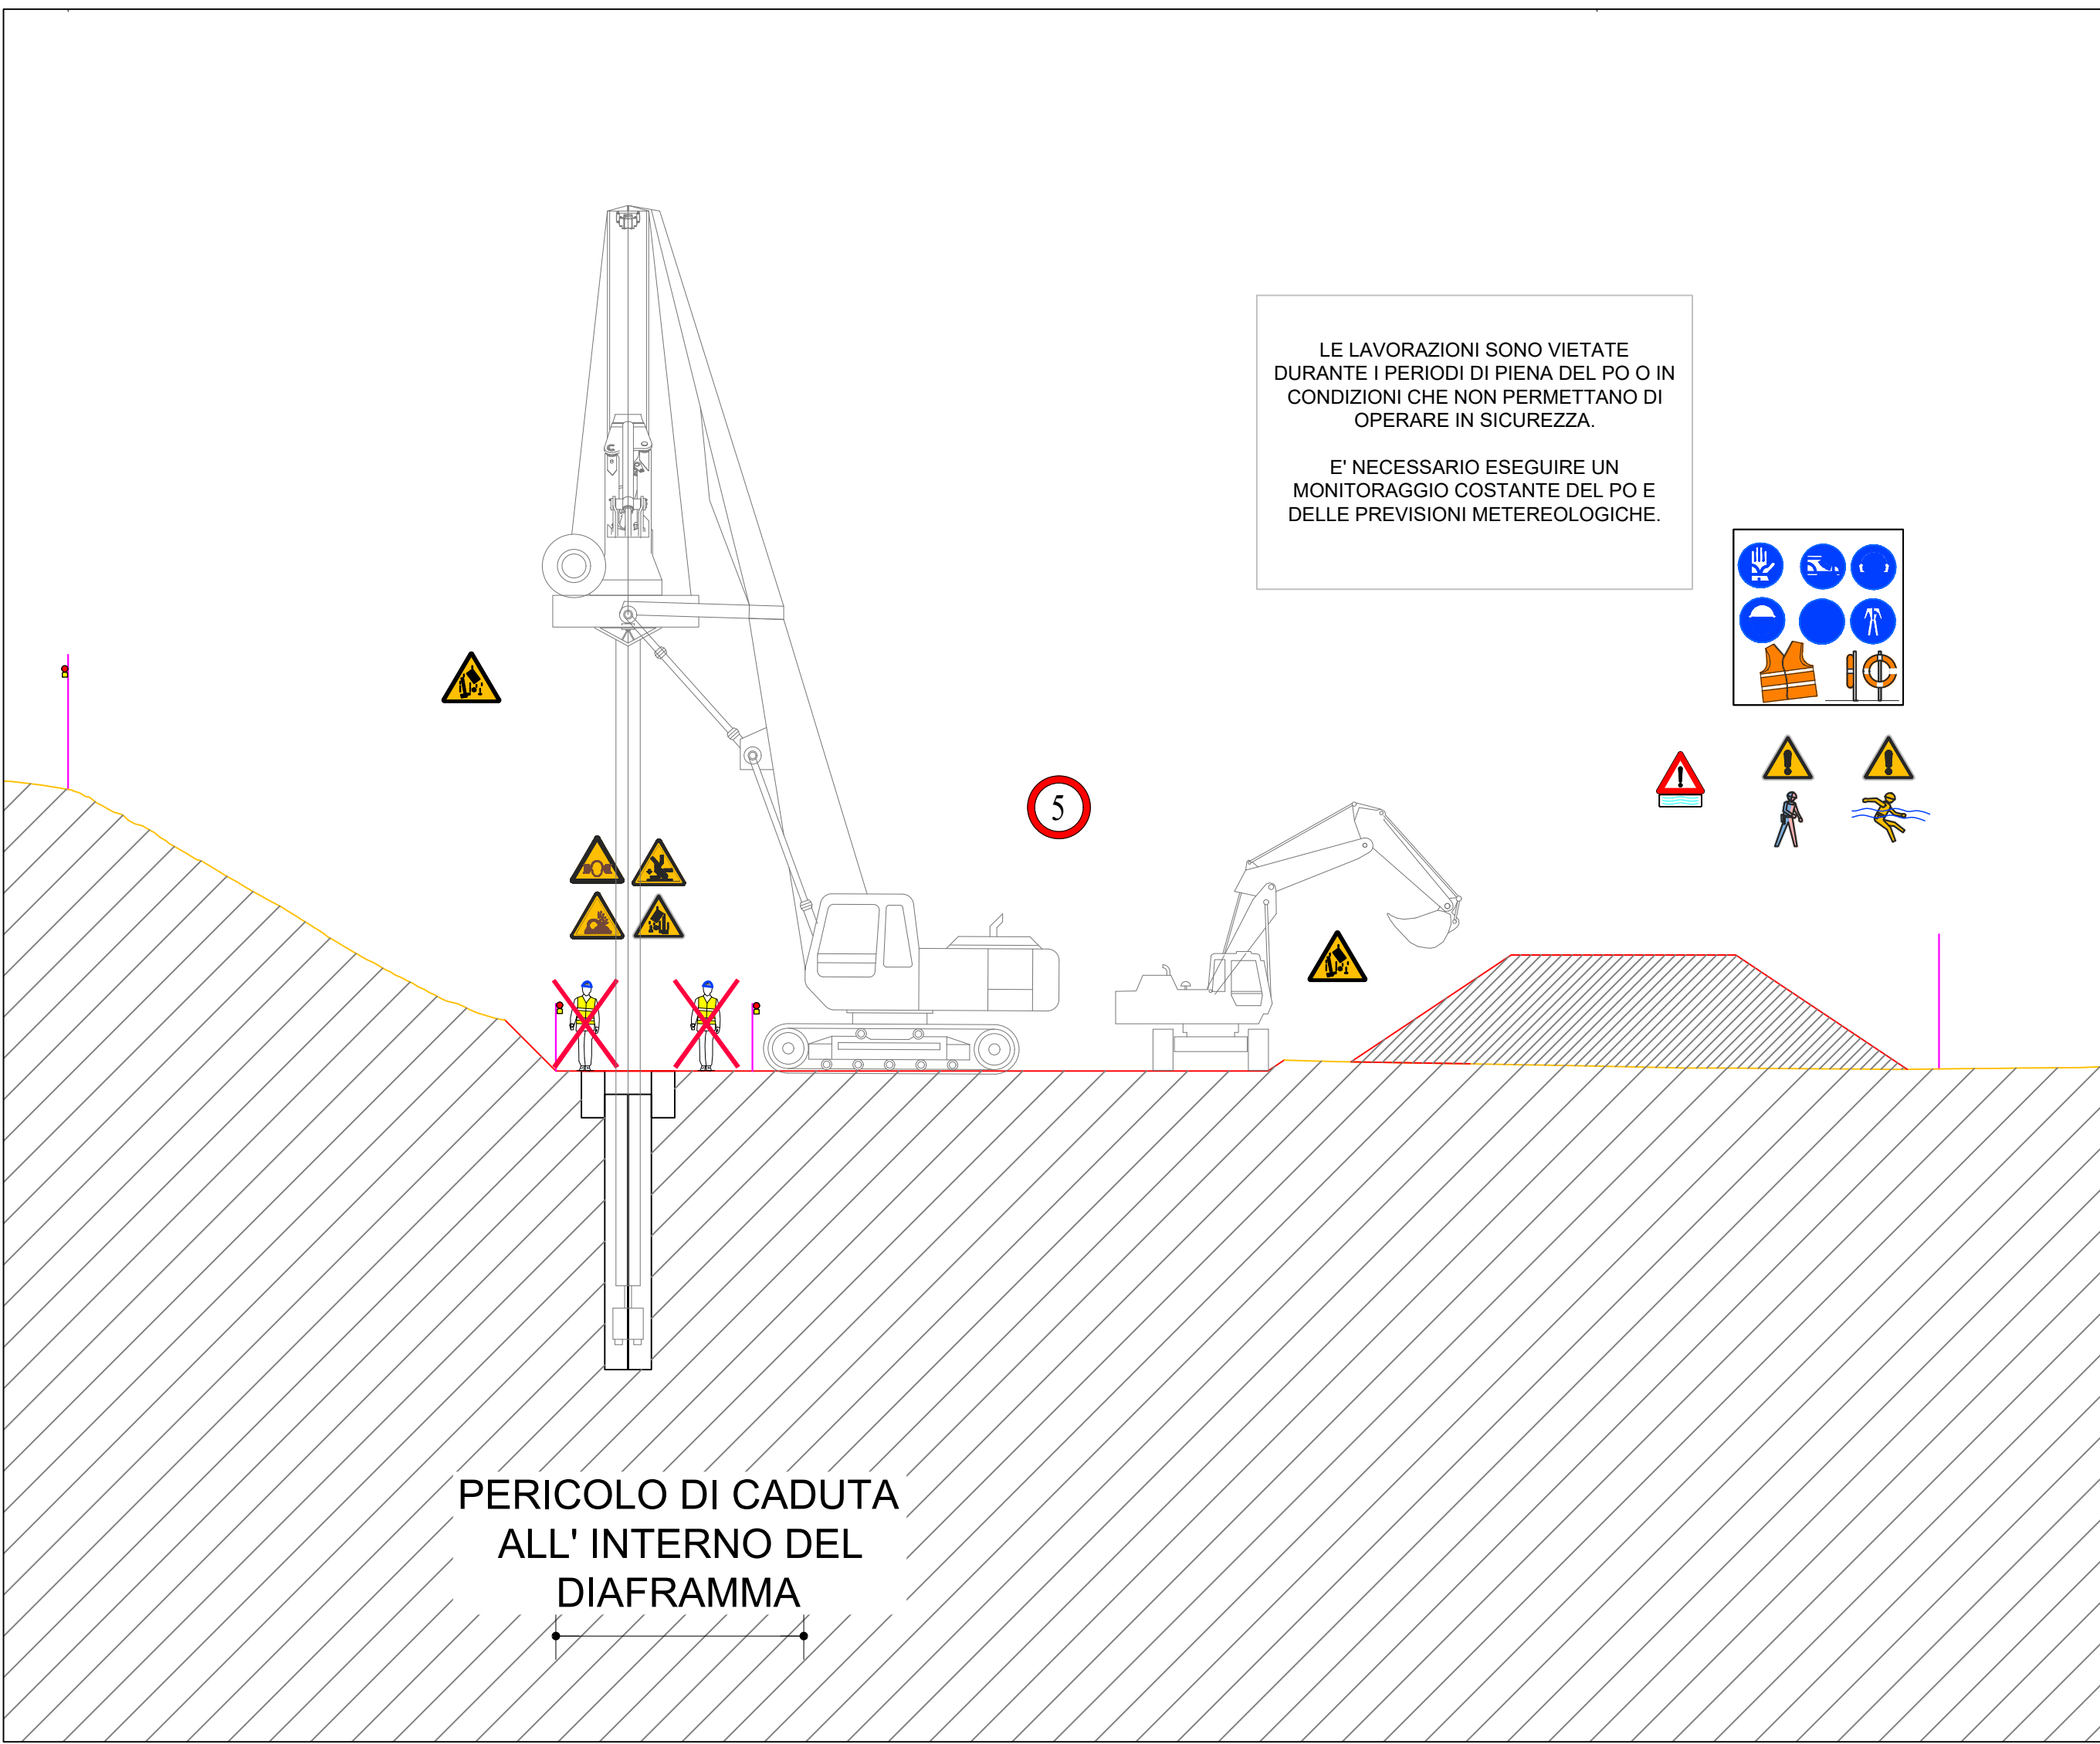 LE LAVORAZIONI SONO VIETATE
DURANTE I PERIODI DI PIENA DEL PO O IN
CONDIZIONI CHE NON PERMETTANO DI
OPERARE IN SICUREZZA.
E' NECESSARIO ESEGUIRE UN
MONITORAGGIO COSTANTE DEL PO E
DELLE PREVISIONI METEREOLOGICHE.
5
PERICOLO DI CADUTA
ALL' INTERNO DEL
DIAFRAMMA